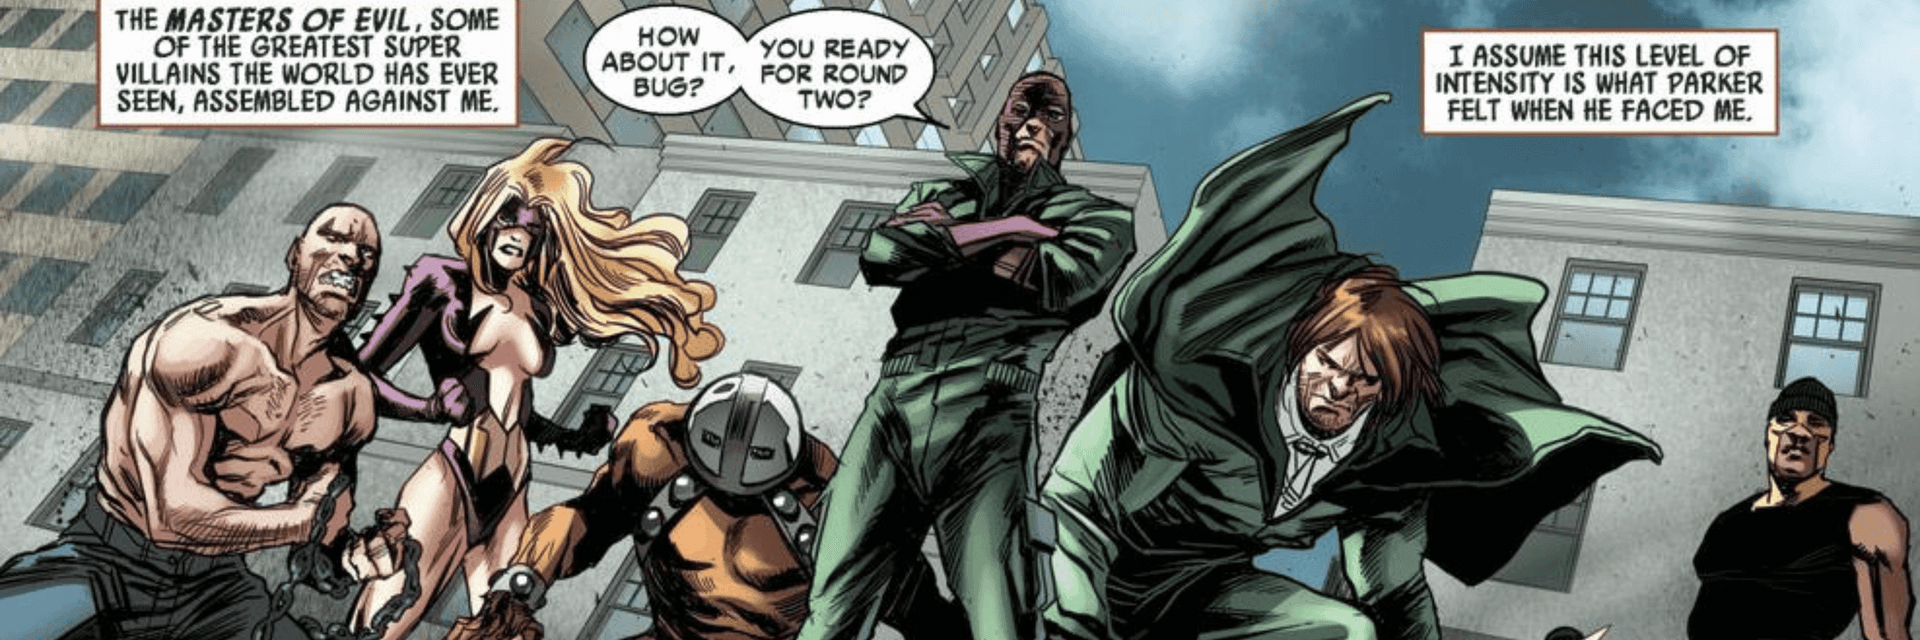 THE MASTERS OF EVIL, SOME
OF THE GREATEST SUPER
VILLAINS THE WORLD HAS EVER
SEEN, ASSEMBLED AGAINST ME.
HOW
ABOUT IT,
BUG?
YOU READY
FOR ROUND
TWO?
I ASSUME THIS LEVEL OF
INTENSITY IS WHAT PARKER
FELT WHEN HE FACED ME.